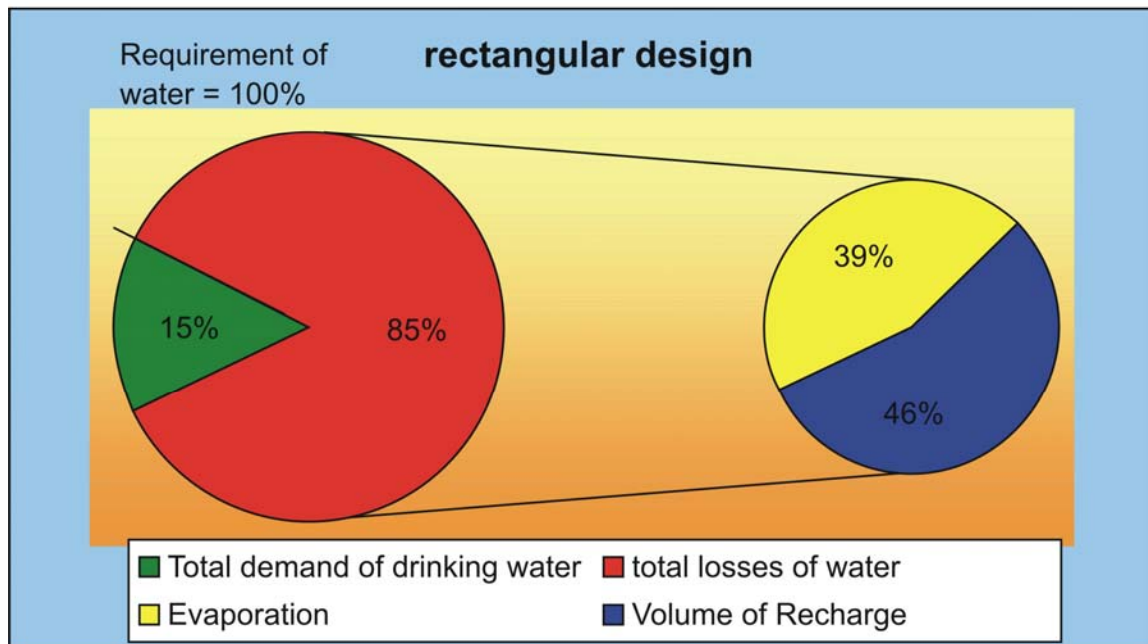 Requirement of
water = 100%
rectangular design
39%
15%
85%
46%
Total demand of drinking water
total losses of water
Evaporation
Volume of Recharge